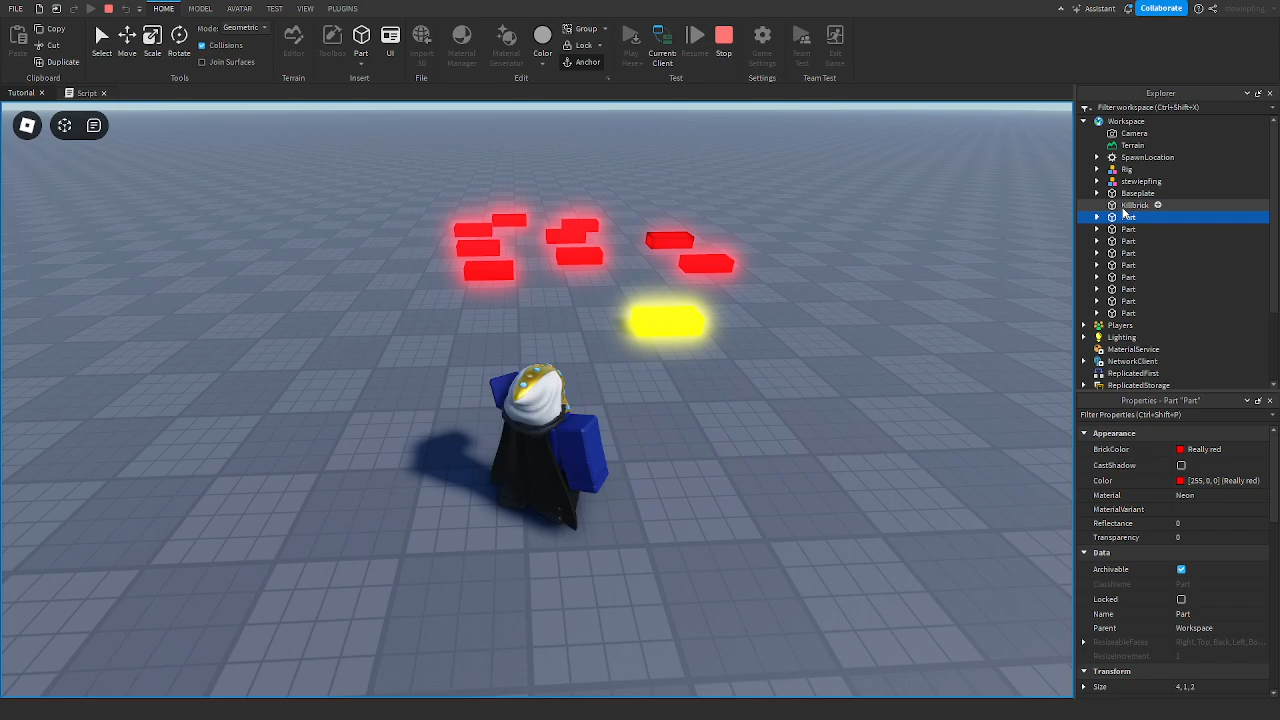 FILE HOME MODEL AVATAR TEST VIEW PLUGINS Assistant Collaborate stewiepfing
Paste Copy Cut Duplicate Select Move Scale Rotate Mode: Geometric Collisions Join Surfaces Editor Toolbox Part UI Import 3D Material Manager Material Generator Color Group Lock Anchor Play Here Current Client Resume Stop Game Settings Team Test Exit Game
Clipboard Tools Terrain Insert File Edit Test Settings Team Test
Tutorial Script
Explorer
Filter workspace (Ctrl+Shift+X)
Workspace
Camera
Terrain
SpawnLocation
Rig
stewiepfing
Baseplate
Killbrick
Part
Part
Part
Part
Part
Part
Part
Part
Part
Players
Lighting
MaterialService
NetworkClient
ReplicatedFirst
ReplicatedStorage
Properties - Part "Part"
Filter Properties (Ctrl+Shift+P)
Appearance
BrickColor Really red
CastShadow
Color [255, 0, 0] (Really red)
Material Neon
MaterialVariant
Reflectance 0
Transparency 0
Data
Archivable
ClassName Part
Locked
Name Part
Parent Workspace
ResizeableFaces Right, Top, Back, Left, Bo...
ResizeIncrement 1
Transform
Size 4, 1, 2